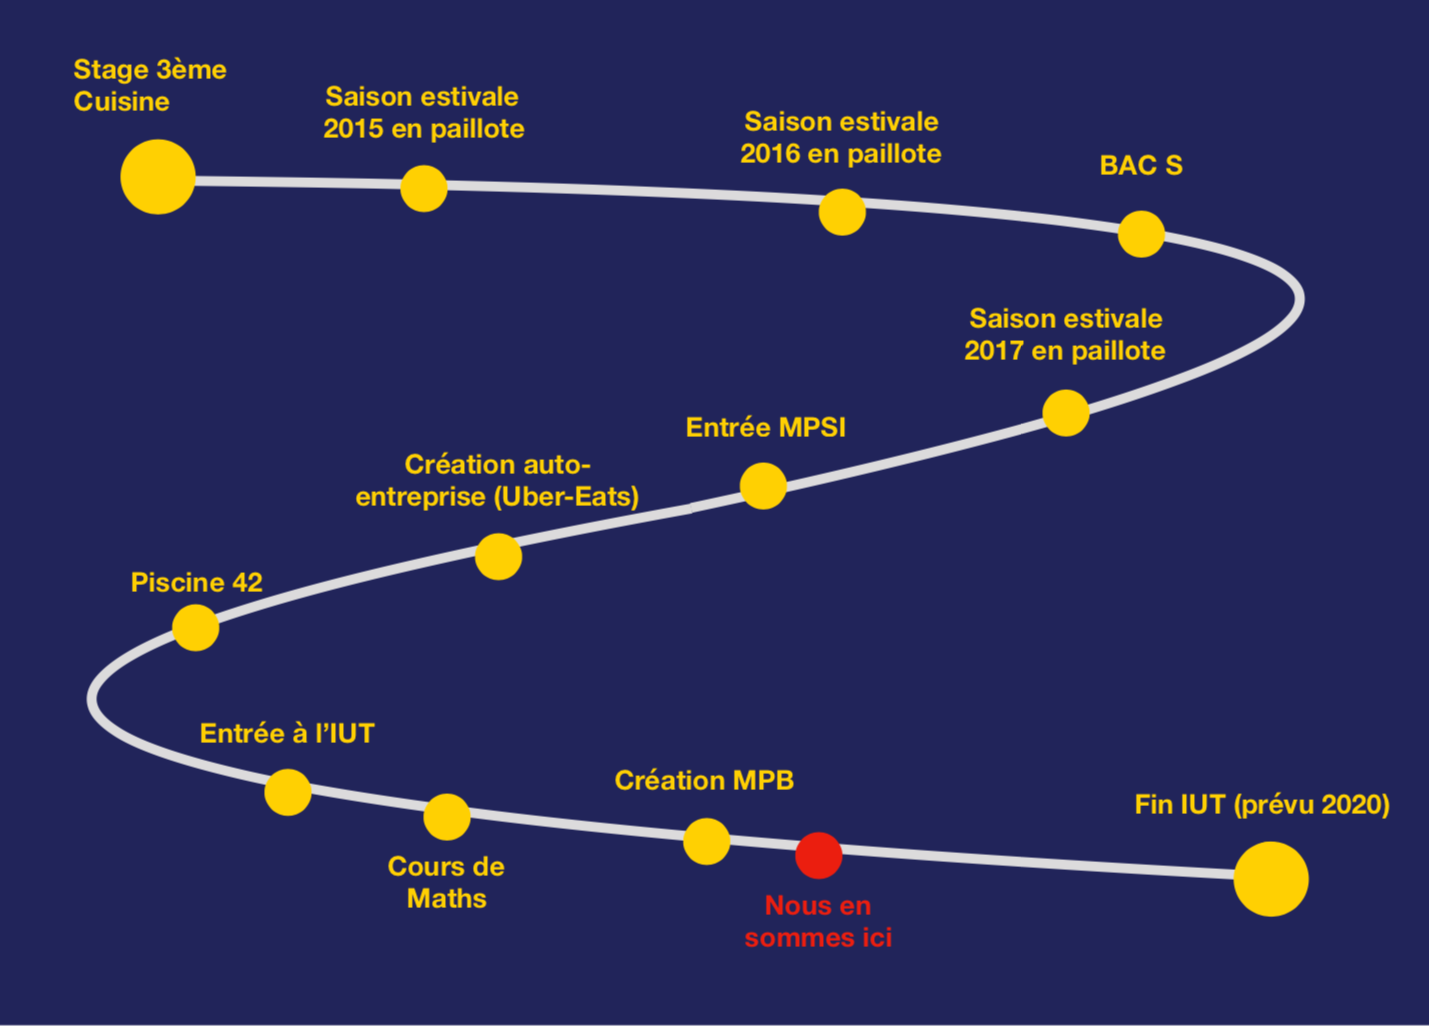 Stage 3ème
Cuisine
Saison estivale
2015 en paillote
Saison estivale
2016 en paillote
BAC S
Saison estivale
2017 en paillote
Entrée MPSI
Création auto-
entreprise (Uber-Eats)
Piscine 42
Entrée à l’IUT
Cours de
Maths
Création MPB
Nous en
sommes ici
Fin IUT (prévu 2020)